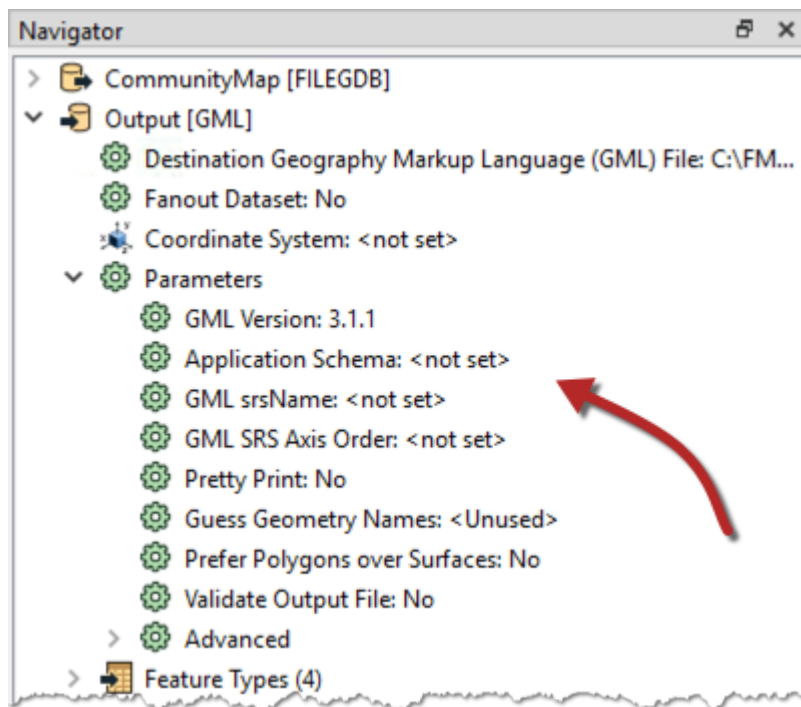 Navigator
CommunityMap [FILEGDB]
Output [GML]
Destination Geography Markup Language (GML) File: C:\FM...
Fanout Dataset: No
Coordinate System: <not set>
Parameters
GML Version: 3.1.1
Application Schema: <not set>
GML srsName: <not set>
GML SRS Axis Order: <not set>
Pretty Print: No
Guess Geometry Names: <Unused>
Prefer Polygons over Surfaces: No
Validate Output File: No
Advanced
Feature Types (4)